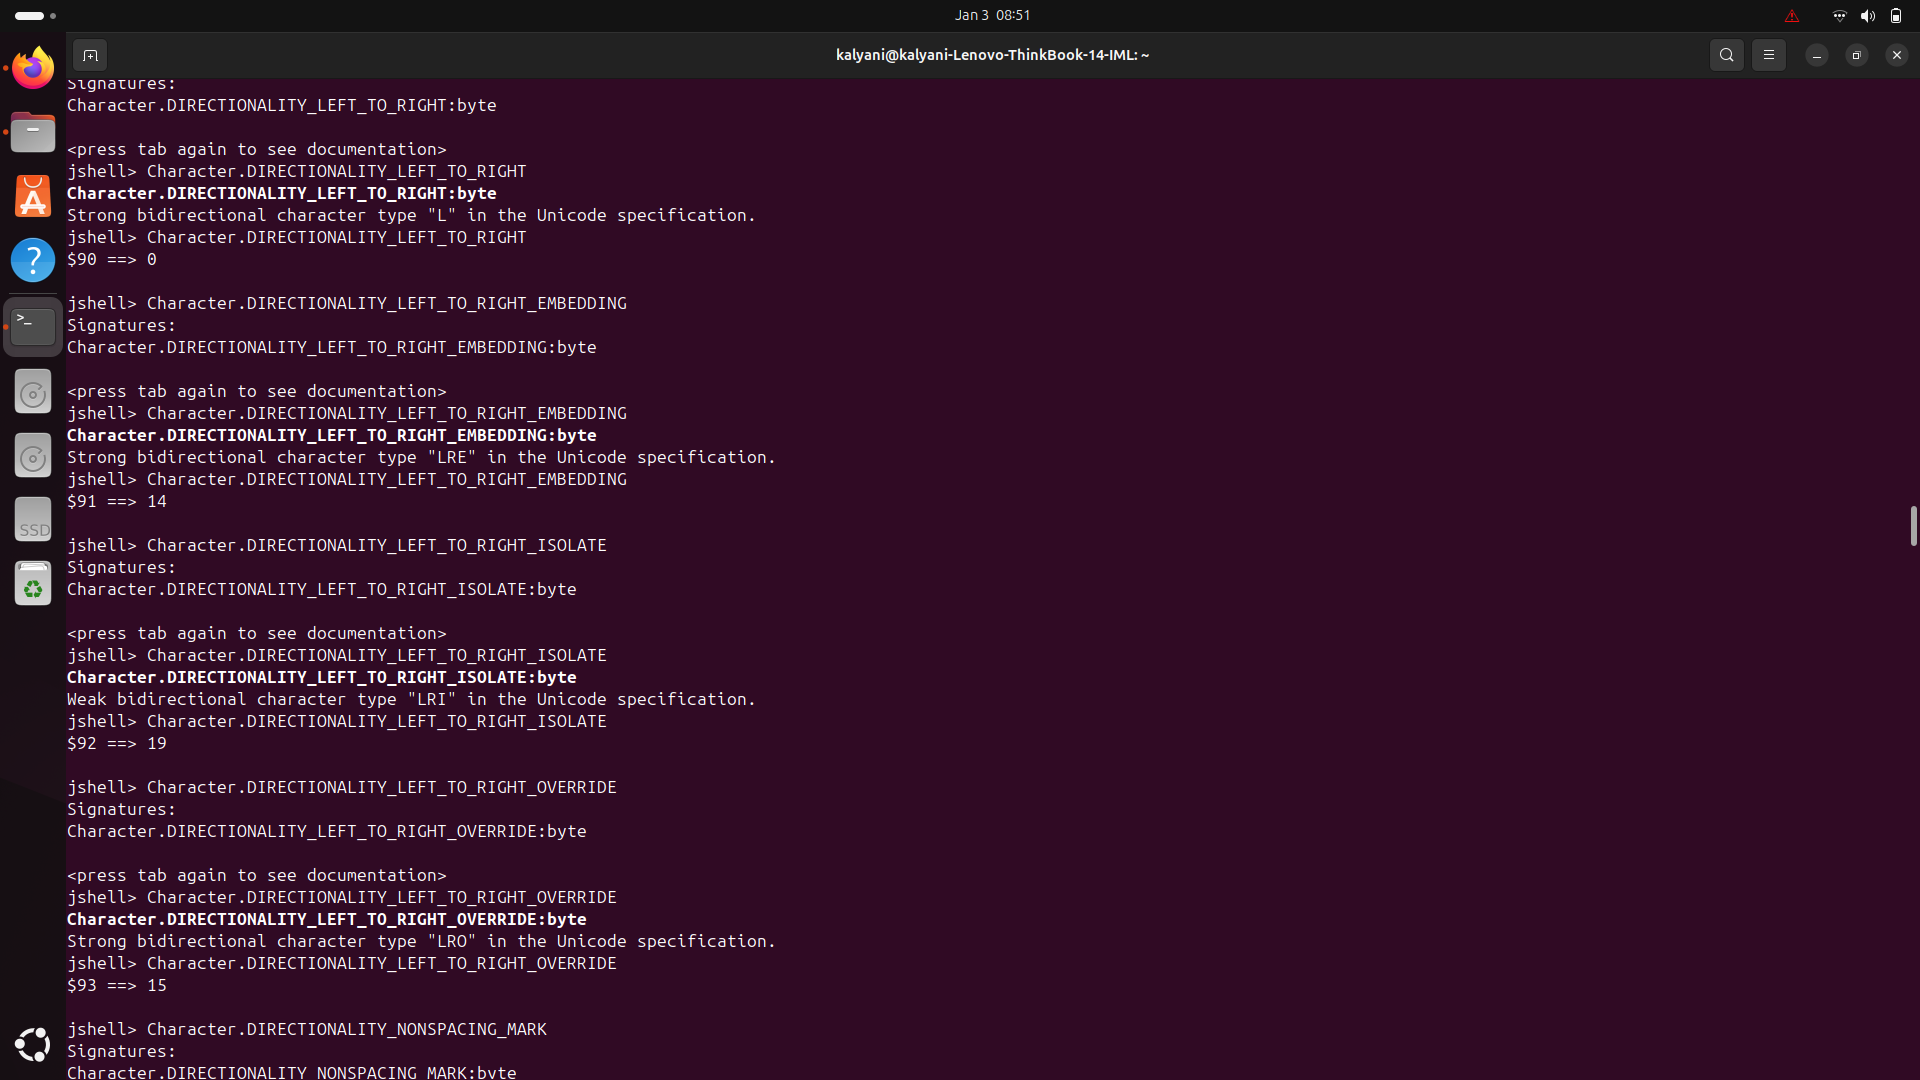 Jan 3 08:51
kalyani@kalyani-Lenovo-ThinkBook-14-IML: ~
Signatures:
Character.DIRECTIONALITY_LEFT_TO_RIGHT:byte
<press tab again to see documentation>
jshell> Character.DIRECTIONALITY_LEFT_TO_RIGHT
Character.DIRECTIONALITY_LEFT_TO_RIGHT:byte
Strong bidirectional character type "L" in the Unicode specification.
jshell> Character.DIRECTIONALITY_LEFT_TO_RIGHT
$90 ==> 0
jshell> Character.DIRECTIONALITY_LEFT_TO_RIGHT_EMBEDDING
Signatures:
Character.DIRECTIONALITY_LEFT_TO_RIGHT_EMBEDDING:byte
<press tab again to see documentation>
jshell> Character.DIRECTIONALITY_LEFT_TO_RIGHT_EMBEDDING
Character.DIRECTIONALITY_LEFT_TO_RIGHT_EMBEDDING:byte
Strong bidirectional character type "LRE" in the Unicode specification.
jshell> Character.DIRECTIONALITY_LEFT_TO_RIGHT_EMBEDDING
$91 ==> 14
jshell> Character.DIRECTIONALITY_LEFT_TO_RIGHT_ISOLATE
Signatures:
Character.DIRECTIONALITY_LEFT_TO_RIGHT_ISOLATE:byte
<press tab again to see documentation>
jshell> Character.DIRECTIONALITY_LEFT_TO_RIGHT_ISOLATE
Character.DIRECTIONALITY_LEFT_TO_RIGHT_ISOLATE:byte
Weak bidirectional character type "LRI" in the Unicode specification.
jshell> Character.DIRECTIONALITY_LEFT_TO_RIGHT_ISOLATE
$92 ==> 19
jshell> Character.DIRECTIONALITY_LEFT_TO_RIGHT_OVERRIDE
Signatures:
Character.DIRECTIONALITY_LEFT_TO_RIGHT_OVERRIDE:byte
<press tab again to see documentation>
jshell> Character.DIRECTIONALITY_LEFT_TO_RIGHT_OVERRIDE
Character.DIRECTIONALITY_LEFT_TO_RIGHT_OVERRIDE:byte
Strong bidirectional character type "LRO" in the Unicode specification.
jshell> Character.DIRECTIONALITY_LEFT_TO_RIGHT_OVERRIDE
$93 ==> 15
jshell> Character.DIRECTIONALITY_NONSPACING_MARK
Signatures:
Character.DIRECTIONALITY_NONSPACING_MARK:byte
SSD